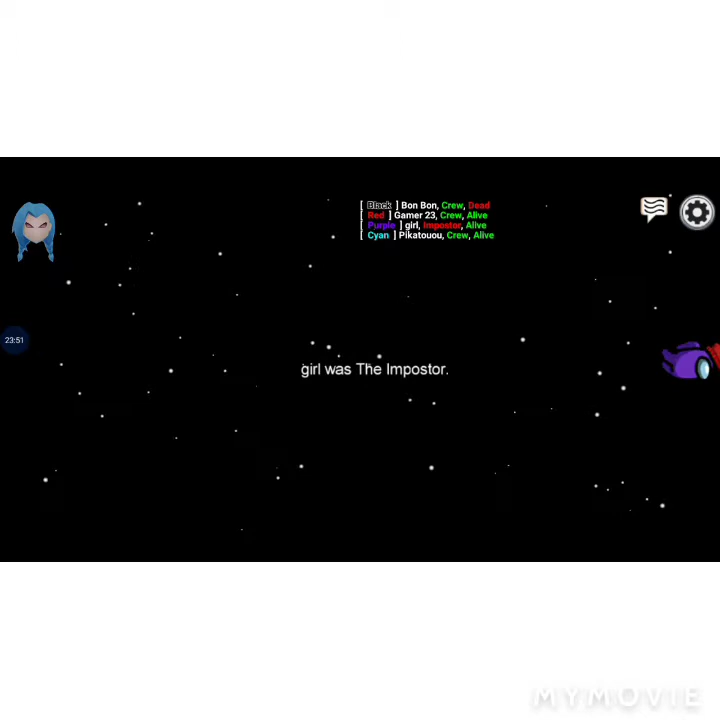 [ Black ] Bon Bon, Crew, Dead
[ Red ] Gamer 23, Crew, Alive
[ Purple ] girl, Impostor, Alive
[ Cyan ] Pikatouou, Crew, Alive
23:51
girl was The Impostor.
MYMOVIE